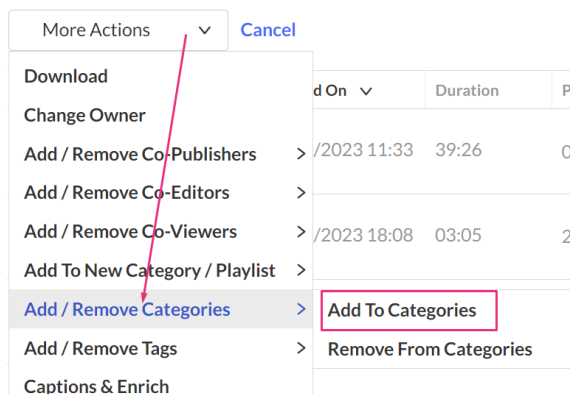 More Actions Cancel
Download
d On Duration P
Change Owner
Add / Remove Co-Publishers /2023 11:33 39:26 0
Add / Remove Co-Editors
Add / Remove Co-Viewers /2023 18:08 03:05 2
Add To New Category / Playlist
Add / Remove Categories Add To Categories
Add / Remove Tags Remove From Categories
Captions & Enrich